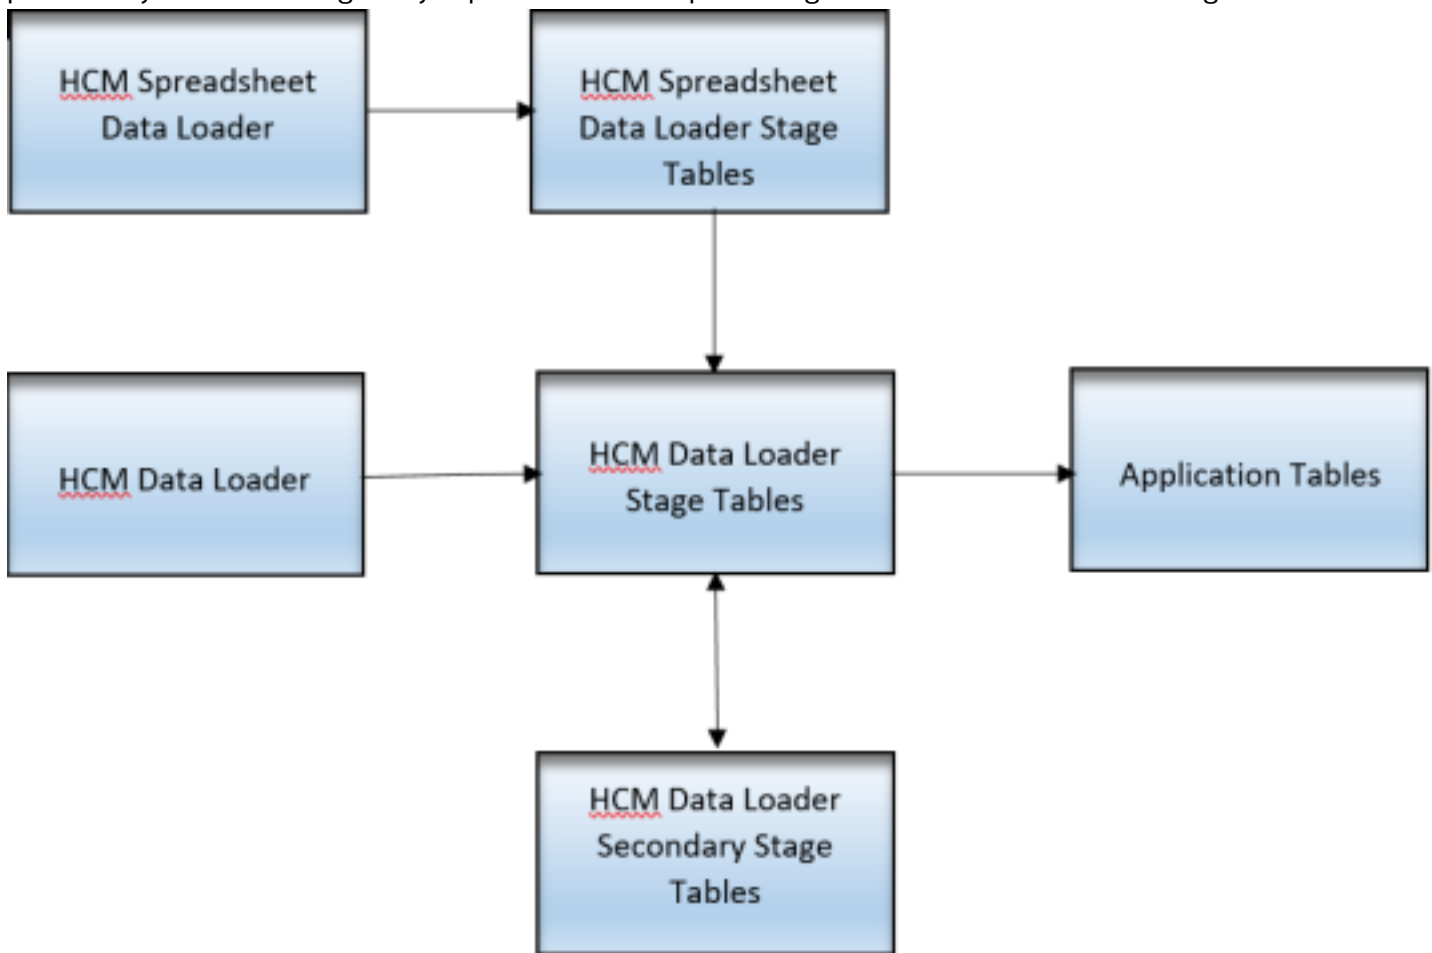 HCM Spreadsheet
Data Loader
HCM Spreadsheet
Data Loader Stage
Tables
HCM Data Loader
HCM Data Loader
Stage Tables
Application Tables
HCM Data Loader
Secondary Stage
Tables